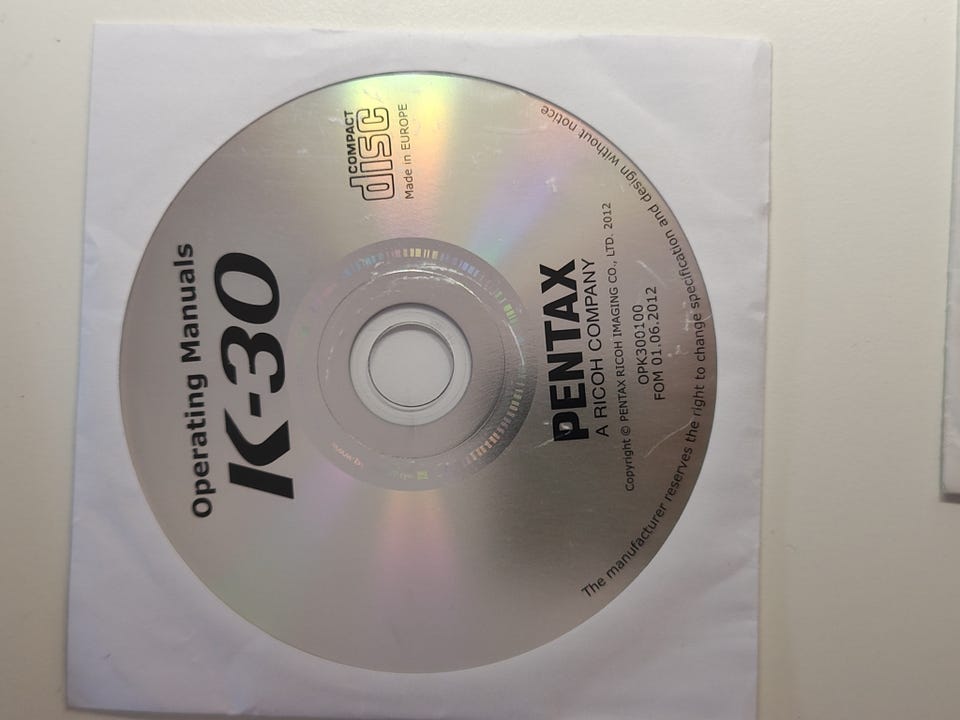 Operating Manuals
K-30
COMPACT
disc
Made in EUROPE
PENTAX
A RICOH COMPANY
Copyright © PENTAX RICOH IMAGING CO., LTD. 2012
OPK300100
FOM 01.06.2012
The manufacturer reserves the right to change specification and design without notice